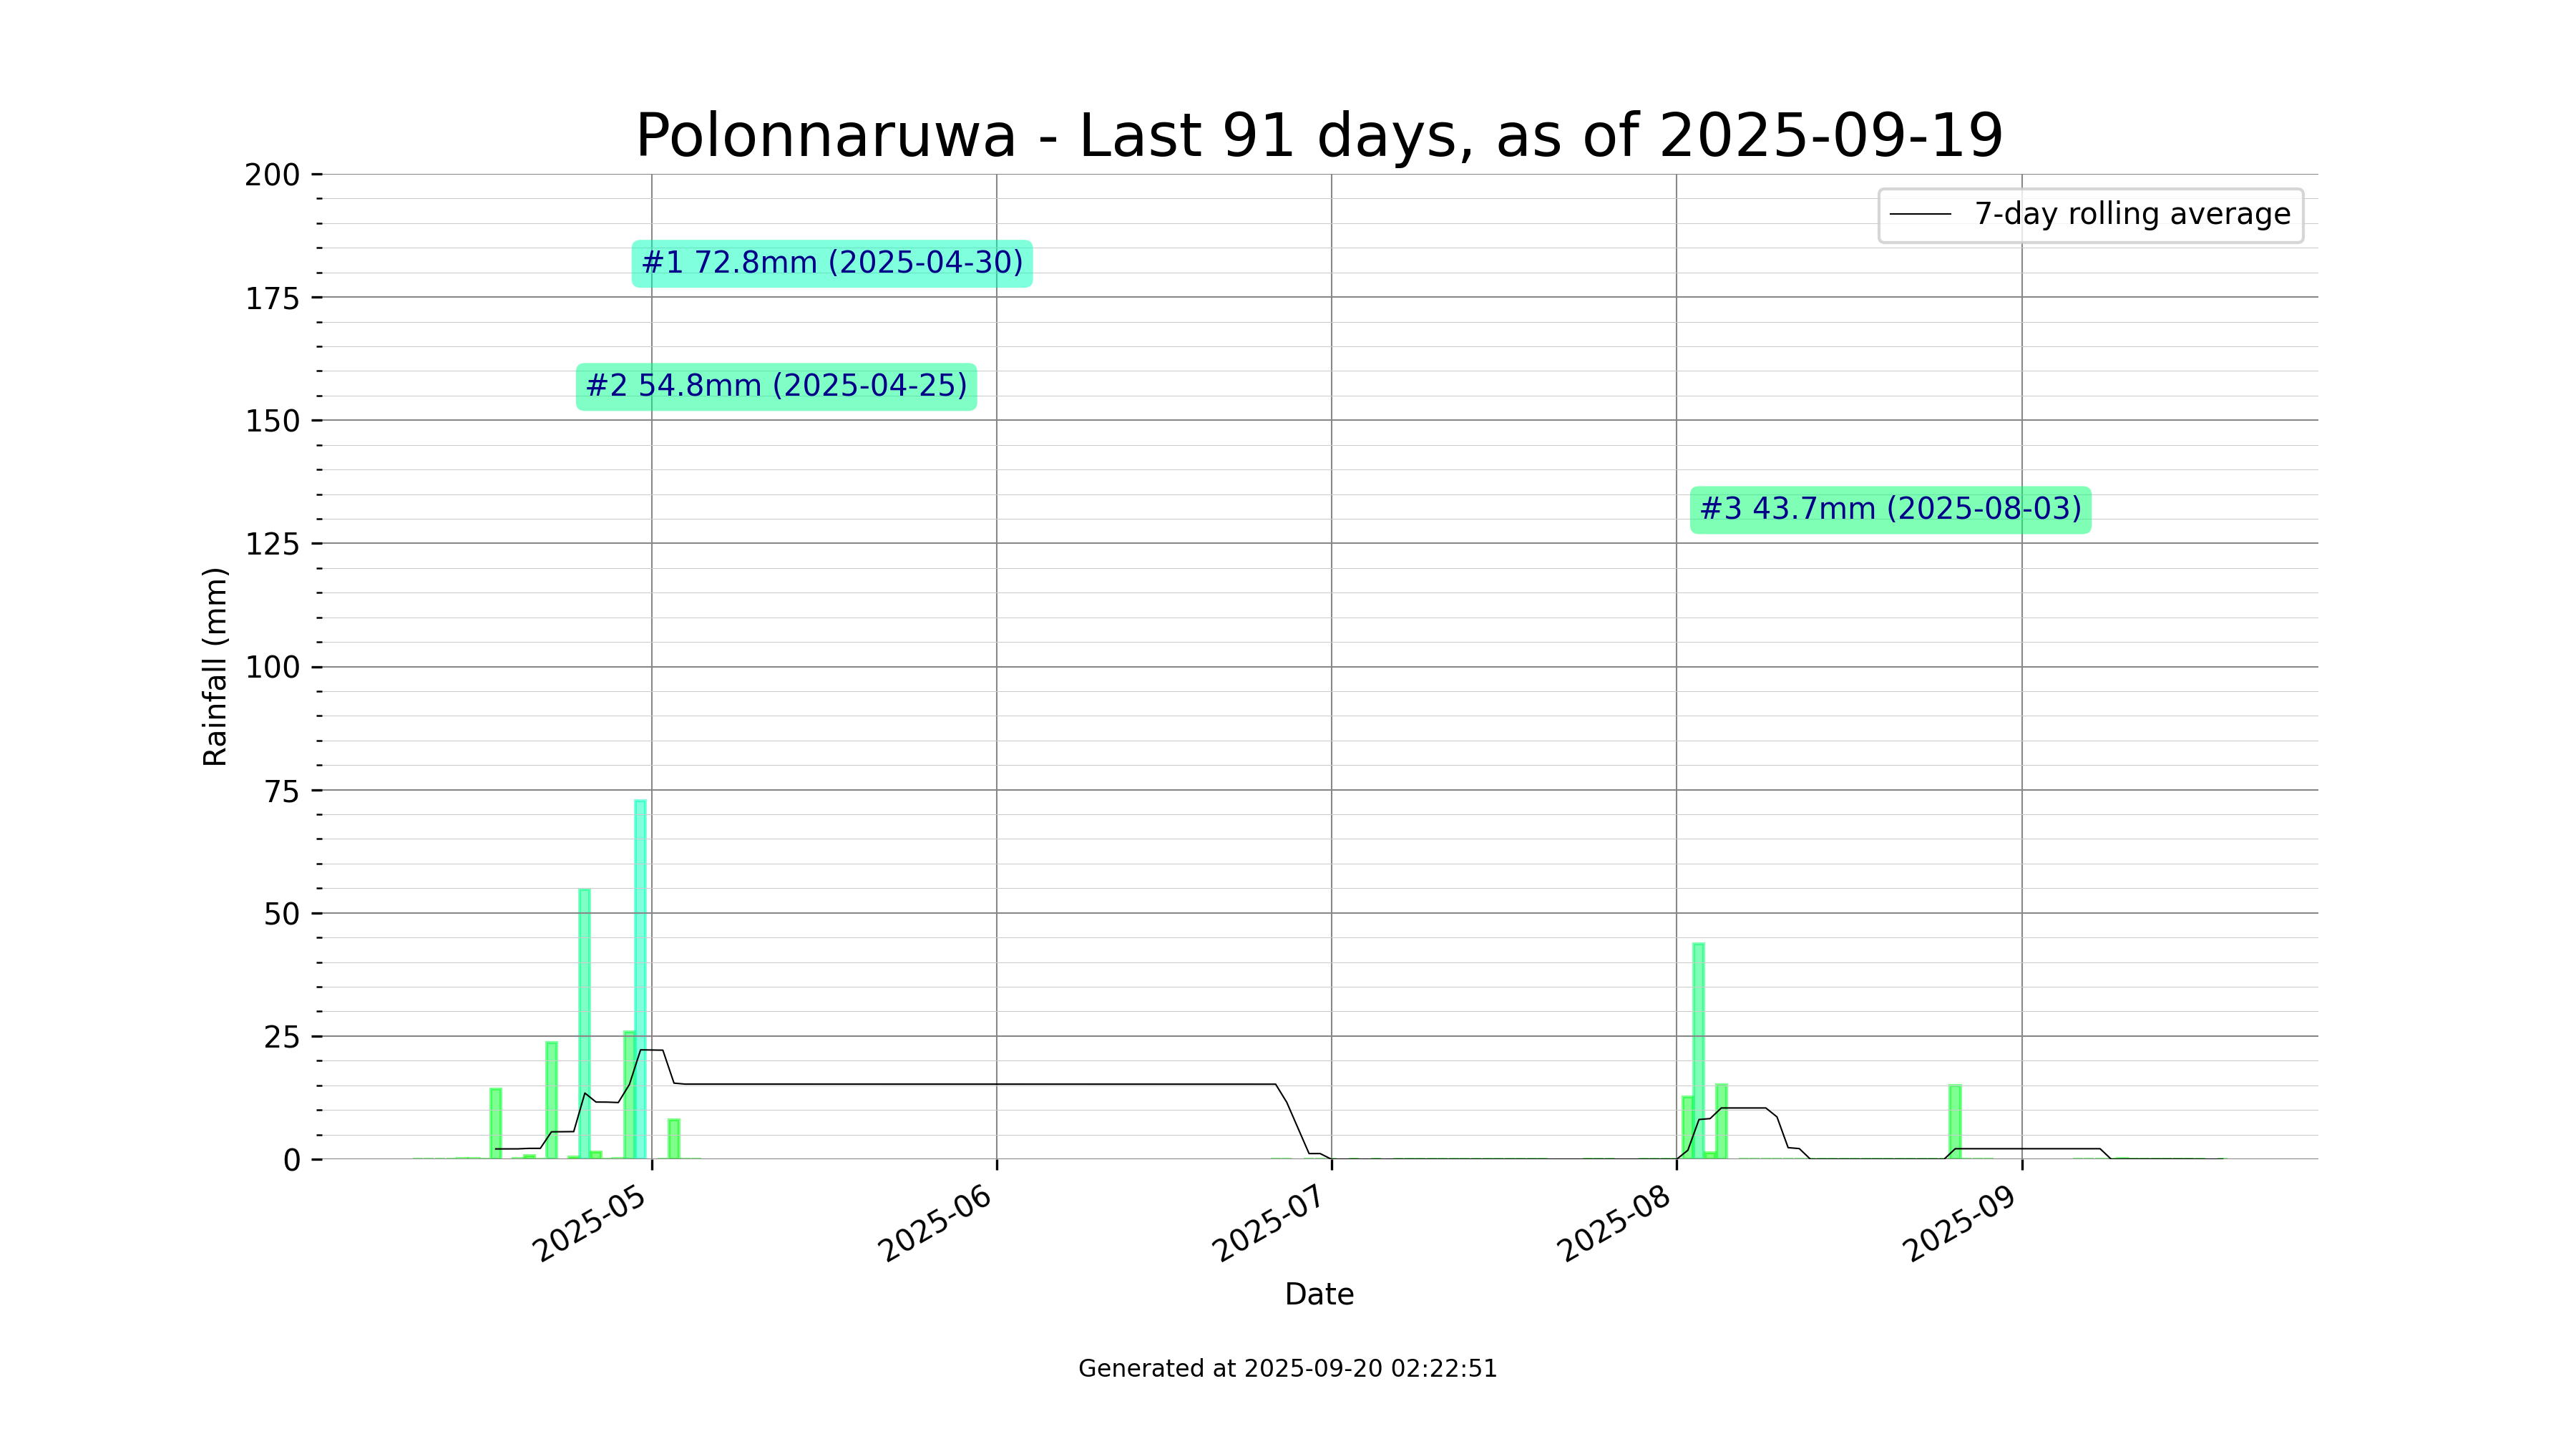 Polonnaruwa - Last 91 days, as of 2025-09-19
200
175
150
125
100
75
50
25
0
Rainfall (mm)
7-day rolling average
#1 72.8mm (2025-04-30)
#2 54.8mm (2025-04-25)
#3 43.7mm (2025-08-03)
2025-05
2025-06
2025-07
2025-08
2025-09
Date
Generated at 2025-09-20 02:22:51